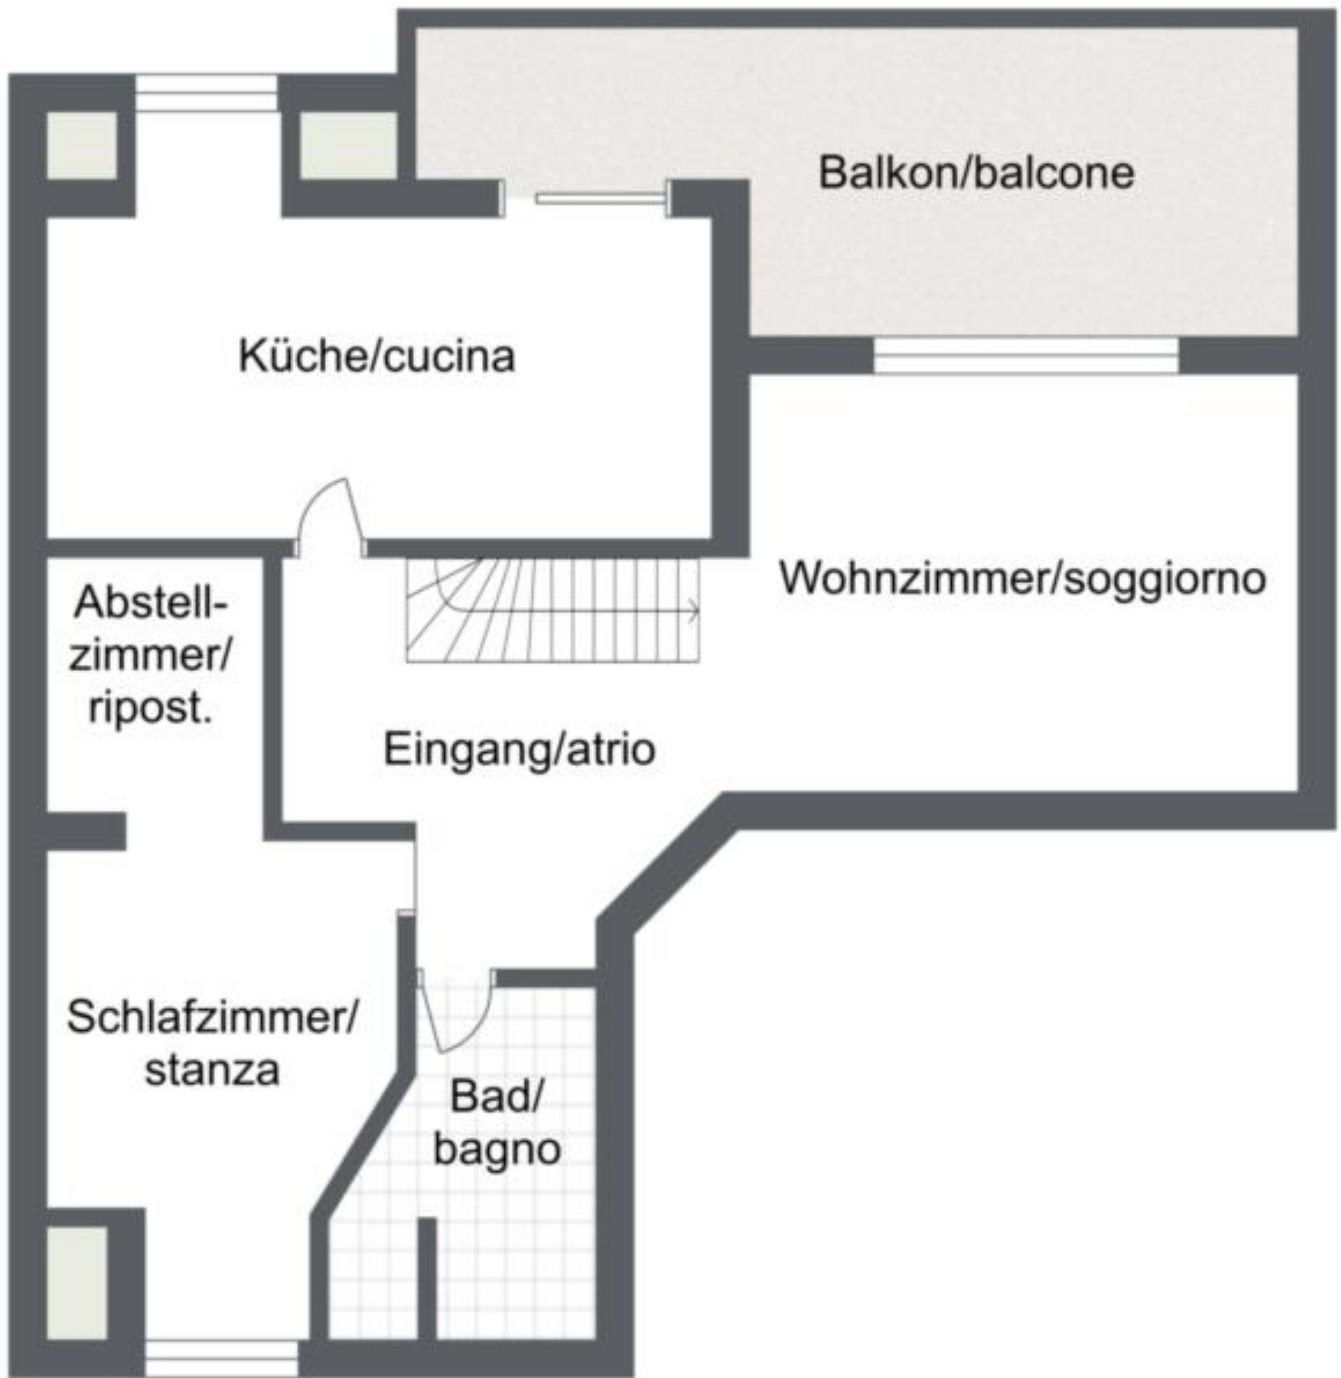 Balkon/balcone
Küche/cucina
Wohnzimmer/soggiorno
Abstell-
zimmer/
ripost.
Eingang/atrio
Schlafzimmer/
stanza
Bad/
bagno